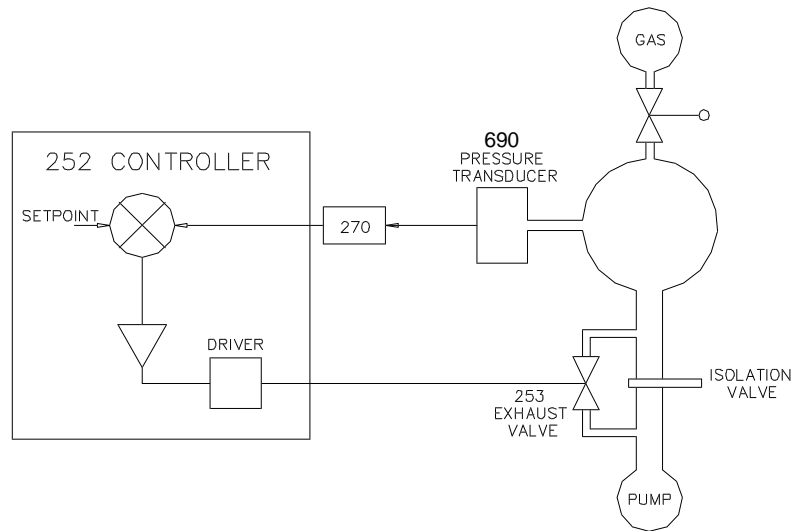 GAS
252 CONTROLLER
690
PRESSURE
TRANSDUCER
SETPOINT
270
DRIVER
253
EXHAUST
VALVE
ISOLATION
VALVE
PUMP